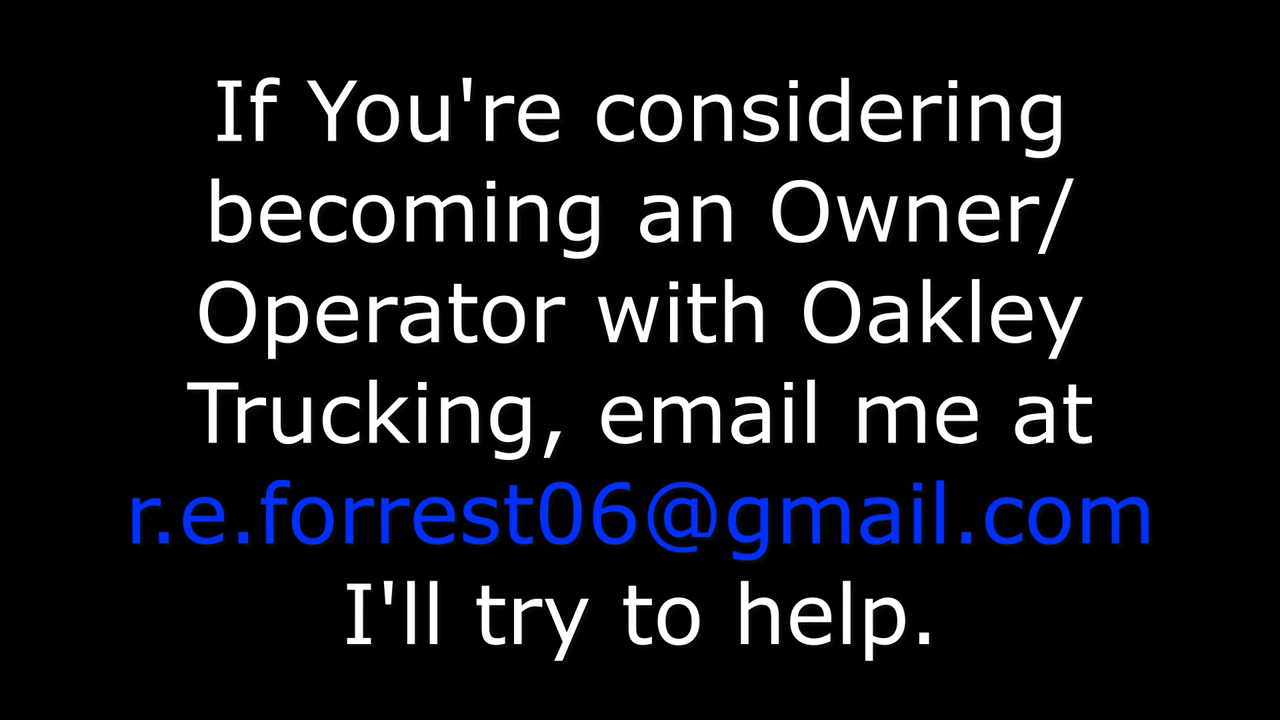 If You're considering
becoming an Owner/
Operator with Oakley
Trucking, email me at
r.e.forrest06@gmail.com
I'll try to help.